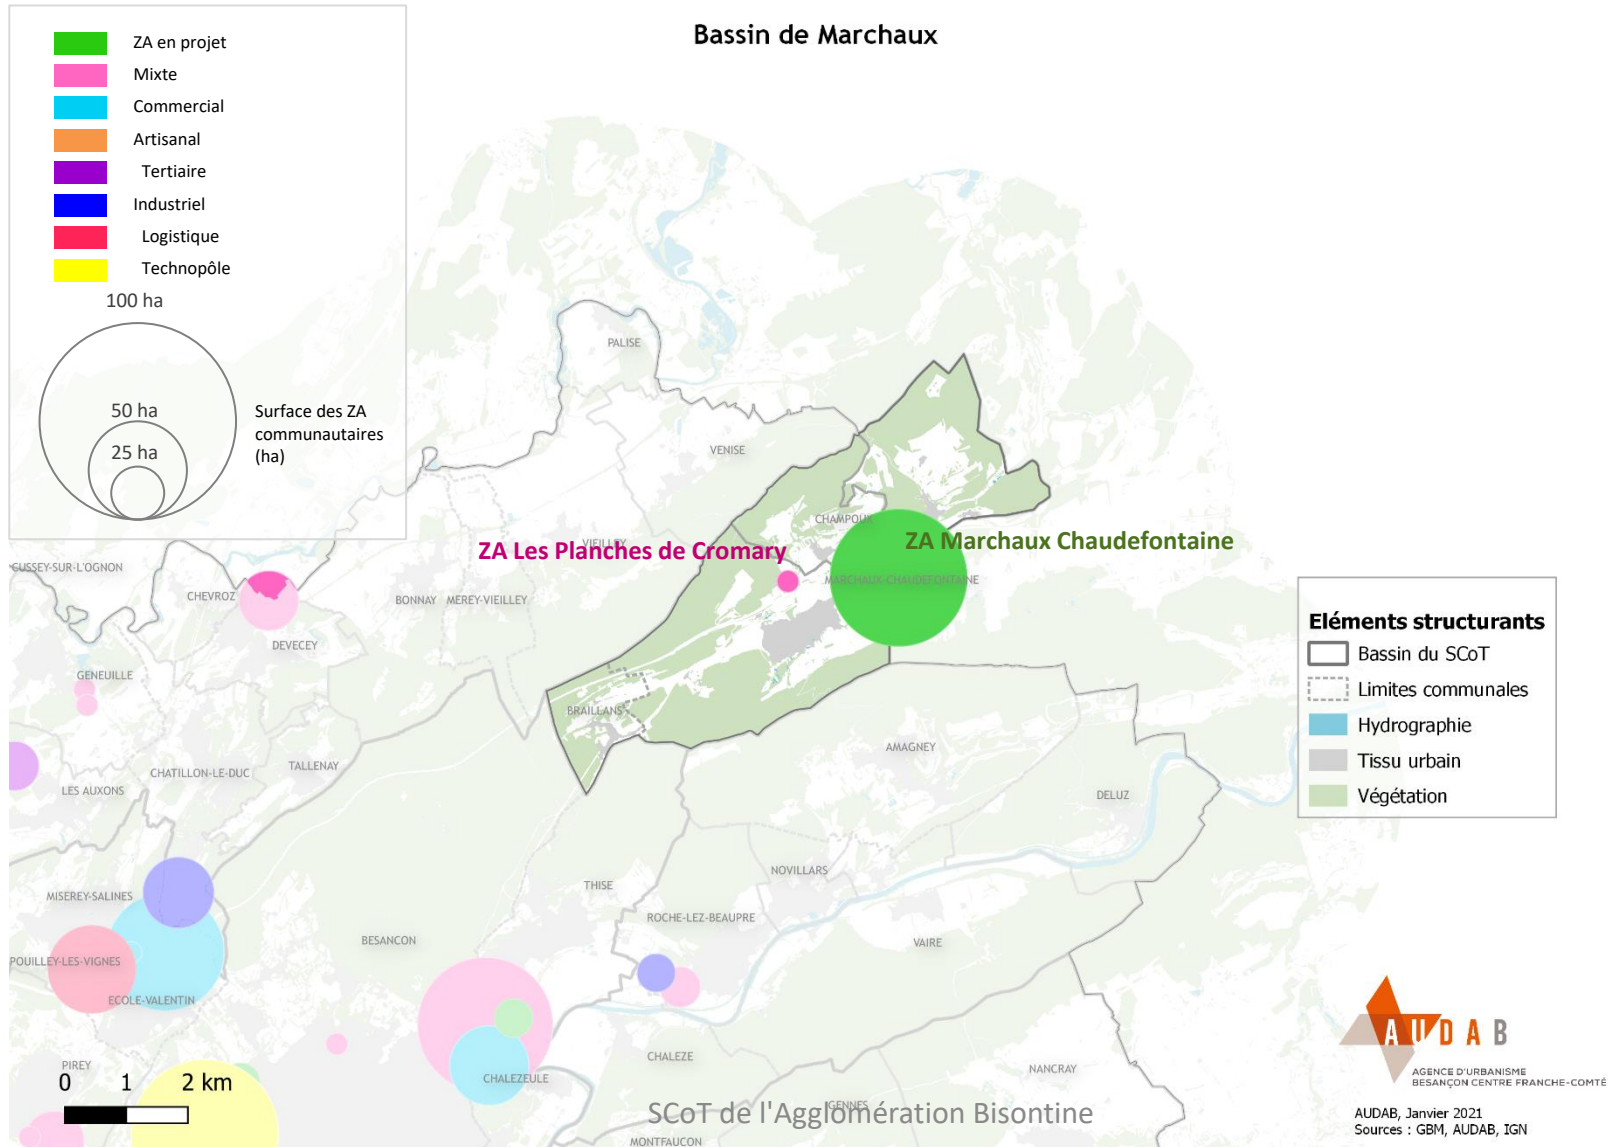 Bassin de Marchaux
ZA en projet
Mixte
Commercial
Artisanal
Tertiaire
Industriel
Logistique
Technopôle
100 ha
50 ha
25 ha
Surface des ZA
communautaires
(ha)
PALISE
VENISE
CHAMPOUX
VIEILLEY
ZA Les Planches de Cromary
ZA Marchaux Chaudefontaine
MARCHAUX-CHAUDEFONTAINE
CUSSEY-SUR-L'OGNON
CHEVROZ
BONNAY
MEREY-VIEILLEY
DEVECEY
GENEUILLE
BRAILLANS
CHATILLON-LE-DUC
TALLENAY
LES AUXONS
AMAGNEY
DELUZ
NOVILLARS
THISE
MISEREY-SALINES
ROCHE-LEZ-BEAUPRE
BESANCON
VAIRE
POUILLEY-LES-VIGNES
ECOLE-VALENTIN
CHALEZE
PIREY
CHALEZEULE
NANCRAY
GENNES
MONTFAUCON
0 1 2 km
SCoT de l'Agglomération Bisontine
Eléments structurants
Bassin du SCoT
Limites communales
Hydrographie
Tissu urbain
Végétation
AUDAB
AGENCE D'URBANISME
BESANÇON CENTRE FRANCHE-COMTÉ
AUDAB, Janvier 2021
Sources : GBM, AUDAB, IGN